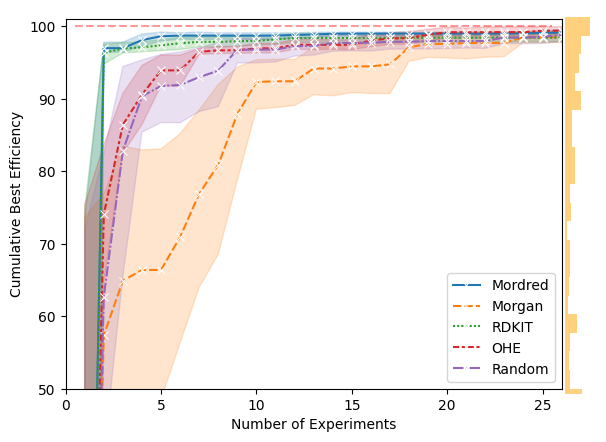 100
90
80
70
60
50
Cumulative Best Efficiency
Mordred
Morgan
RDKIT
OHE
Random
0
5
10
15
20
25
Number of Experiments